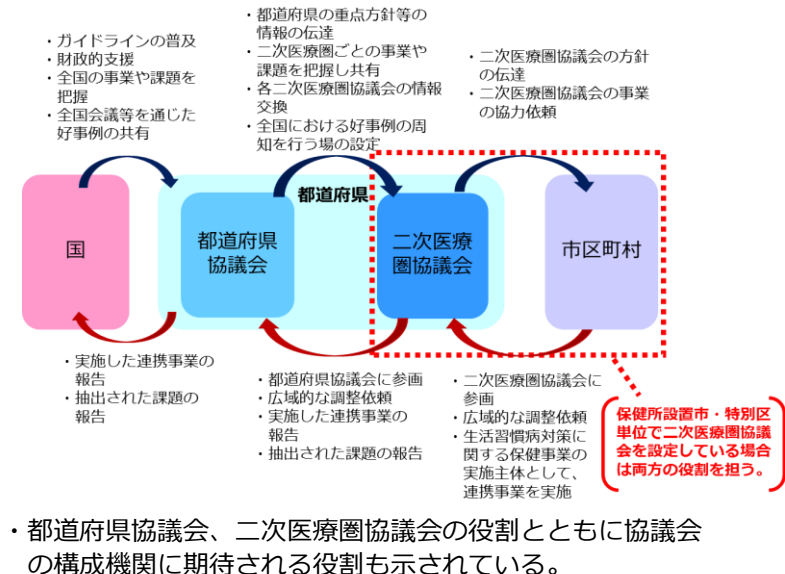 ・ガイドラインの普及
・財政的支援
・全国の事業や課題を
把握
・全国会議等を通じた
好事例の共有
・都道府県の重点方針等の
情報の伝達
・二次医療圏ごとの事業や
課題を把握し共有
・各二次医療圏協議会の情報
交換
・全国における好事例の周
知を行う場の設定
・二次医療圏協議会の方針
の伝達
・二次医療圏協議会の事業
の協力依頼
都道府県
国
都道府県
協議会
二次医療
圏協議会
市区町村
・実施した連携事業の
報告
・抽出された課題の
報告
・都道府県協議会に参画
・広域的な調整依頼
・実施した連携事業の
報告
・抽出された課題の報告
・二次医療圏協議会に
参画
・広域的な調整依頼
・生活習慣病対策に
関する保健事業の
実施主体として、
連携事業を実施
保健所設置市・特別区
単位で二次医療圏協議
会を設定している場合
は両方の役割を担う。
・都道府県協議会、二次医療圏協議会の役割とともに協議会
の構成機関に期待される役割も示されている。